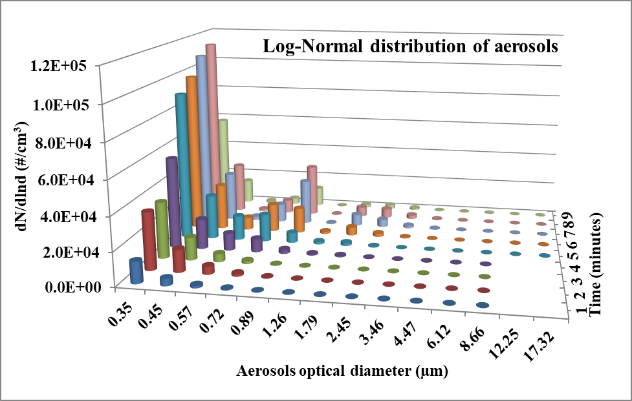 Log-Normal distribution of aerosols
dN/dlnd (#/cm³)
1.2E+05
1.0E+05
8.0E+04
6.0E+04
4.0E+04
2.0E+04
0.0E+00
0.35
0.45
0.57
0.72
0.89
1.26
1.79
2.45
3.46
4.47
6.12
8.66
12.25
17.32
Aerosols optical diameter (µm)
1
2
3
4
5
6
7
8
9
Time (minutes)